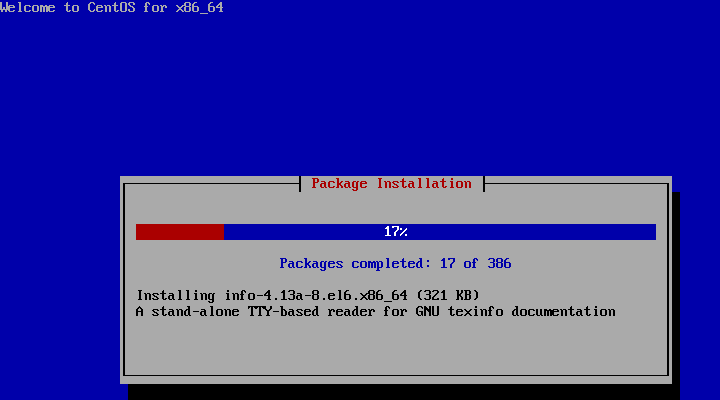 Welcome to CentOS for x86_64
Package Installation
17%
Packages completed: 17 of 386
Installing info-4.13a-8.el6.x86_64 (321 KB)
A stand-alone TTY-based reader for GNU texinfo documentation